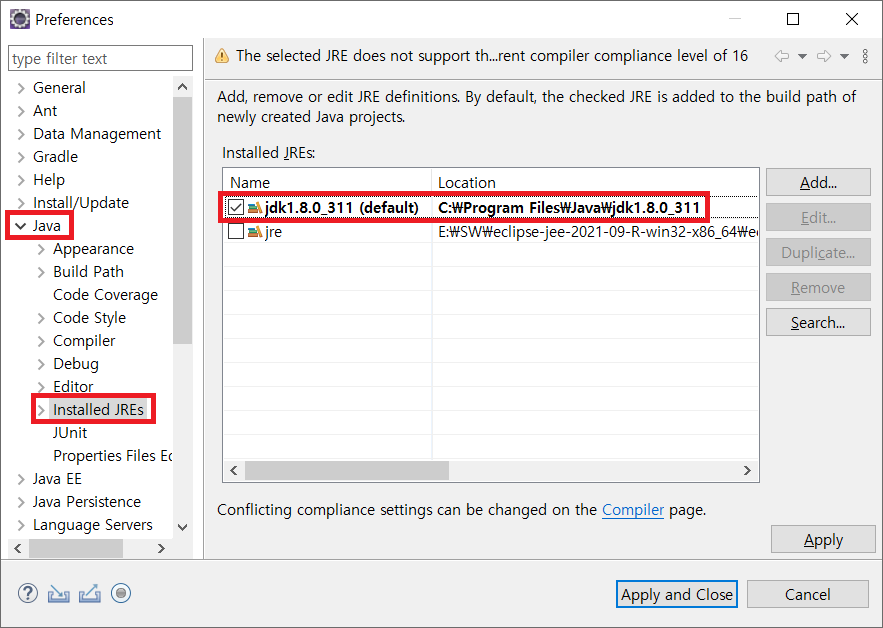 Preferences
type filter text
General
Ant
Data Management
Gradle
Help
Install/Update
Java
Appearance
Build Path
Code Coverage
Code Style
Compiler
Debug
Editor
Installed JREs
JUnit
Properties Files Ed
Java EE
Java Persistence
Language Servers
The selected JRE does not support th...rent compiler compliance level of 16
Add, remove or edit JRE definitions. By default, the checked JRE is added to the build path of
newly created Java projects.
Installed JREs:
Name Location
jdk1.8.0_311 (default) C:₩Program Files₩Java₩jdk1.8.0_311
jre E:₩SW₩eclipse-jee-2021-09-R-win32-x86_64₩ec
Add...
Edit...
Duplicate...
Remove
Search...
Conflicting compliance settings can be changed on the Compiler page.
Apply
Apply and Close Cancel